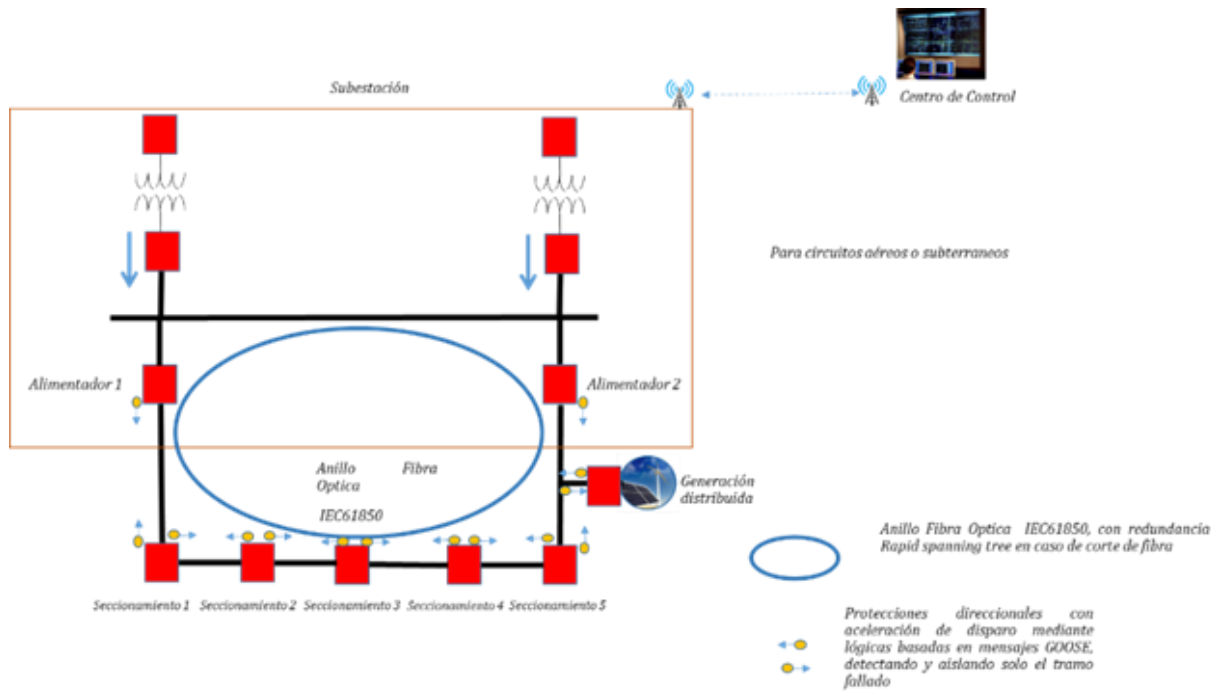 Subestación
Centro de Control
Para circuitos aéreos o subterraneos
Alimentador 1
Alimentador 2
Anillo Fibra
Optica
IEC61850
Generación
distribuida
Seccionamiento 1
Seccionamiento 2
Seccionamiento 3
Seccionamiento 4
Seccionamiento 5
Anillo Fibra Optica IEC61850, con redundancia
Rapid spanning tree en caso de corte de fibra
Protecciones direccionales con
aceleración de disparo mediante
lógicas basadas en mensajes GOOSE,
detectando y aislando solo el tramo
fallado